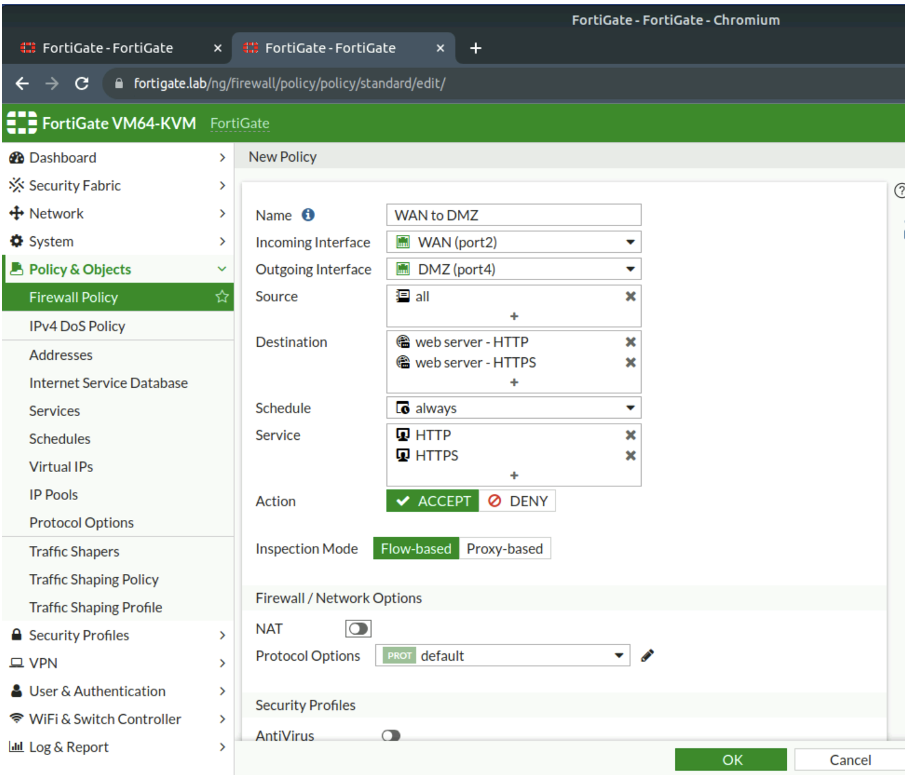 FortiGate - FortiGate - Chromium
FortiGate - FortiGate × FortiGate - FortiGate × +
fortigate.lab/ng/firewall/policy/policy/standard/edit/
FortiGate VM64-KVM FortiGate
Dashboard
Security Fabric
Network
System
Policy & Objects
Firewall Policy
IPv4 DoS Policy
Addresses
Internet Service Database
Services
Schedules
Virtual IPs
IP Pools
Protocol Options
Traffic Shapers
Traffic Shaping Policy
Traffic Shaping Profile
Security Profiles
VPN
User & Authentication
WiFi & Switch Controller
Log & Report
New Policy
Name WAN to DMZ
Incoming Interface WAN (port2)
Outgoing Interface DMZ (port4)
Source all
+
Destination web server - HTTP
web server - HTTPS
+
Schedule always
Service HTTP
HTTPS
+
Action ACCEPT DENY
Inspection Mode Flow-based Proxy-based
Firewall / Network Options
NAT
Protocol Options PROT default
Security Profiles
AntiVirus
OK Cancel